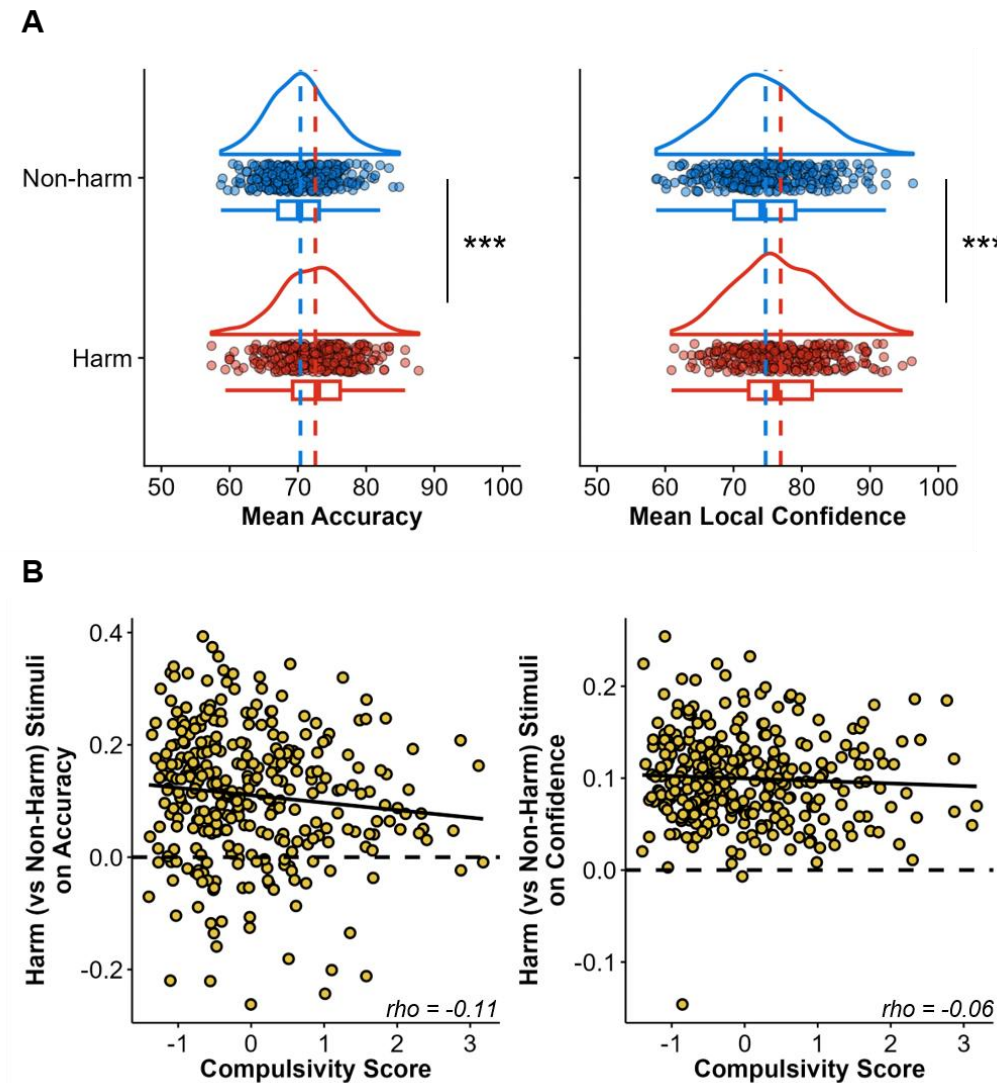 A
Non-harm
Harm
***
***
50 60 70 80 90 100
50 60 70 80 90 100
Mean Accuracy
Mean Local Confidence
B
Harm (vs Non-Harm) Stimuli
on Accuracy
0.4
0.2
0.0
-0.2
rho = -0.11
-1 0 1 2 3
Compulsivity Score
Harm (vs Non-Harm) Stimuli
on Confidence
0.2
0.1
0.0
-0.1
rho = -0.06
-1 0 1 2 3
Compulsivity Score